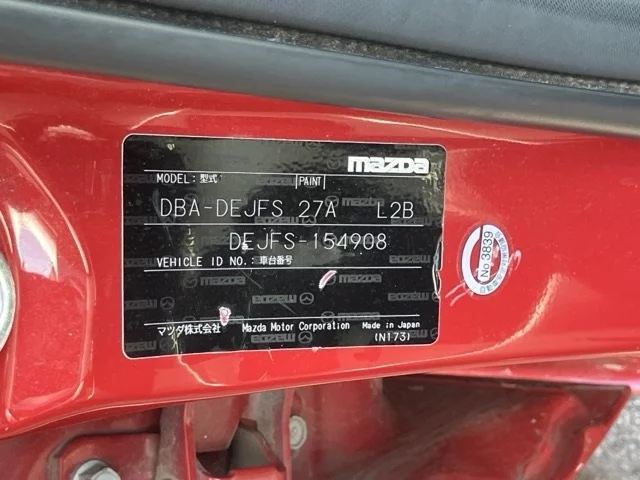 mazda
MODEL: 型式 PAINT
DBA-DEJFS 27A L2B
DEJFS-154908
VEHICLE ID NO.: 車台番号
マツダ株式会社 Mazda Motor Corporation Made in Japan
(N173)
No 3839